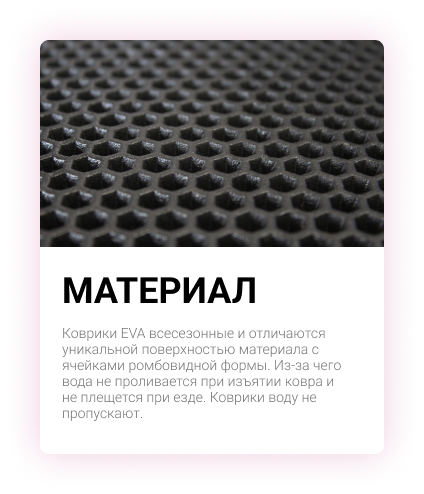 МАТЕРИАЛ
Коврики EVA всесезонные и отличаются
уникальной поверхностью материала с
ячейками ромбовидной формы. Из-за чего
вода не проливается при изъятии ковра и
не плещется при езде. Коврики воду не
пропускают.